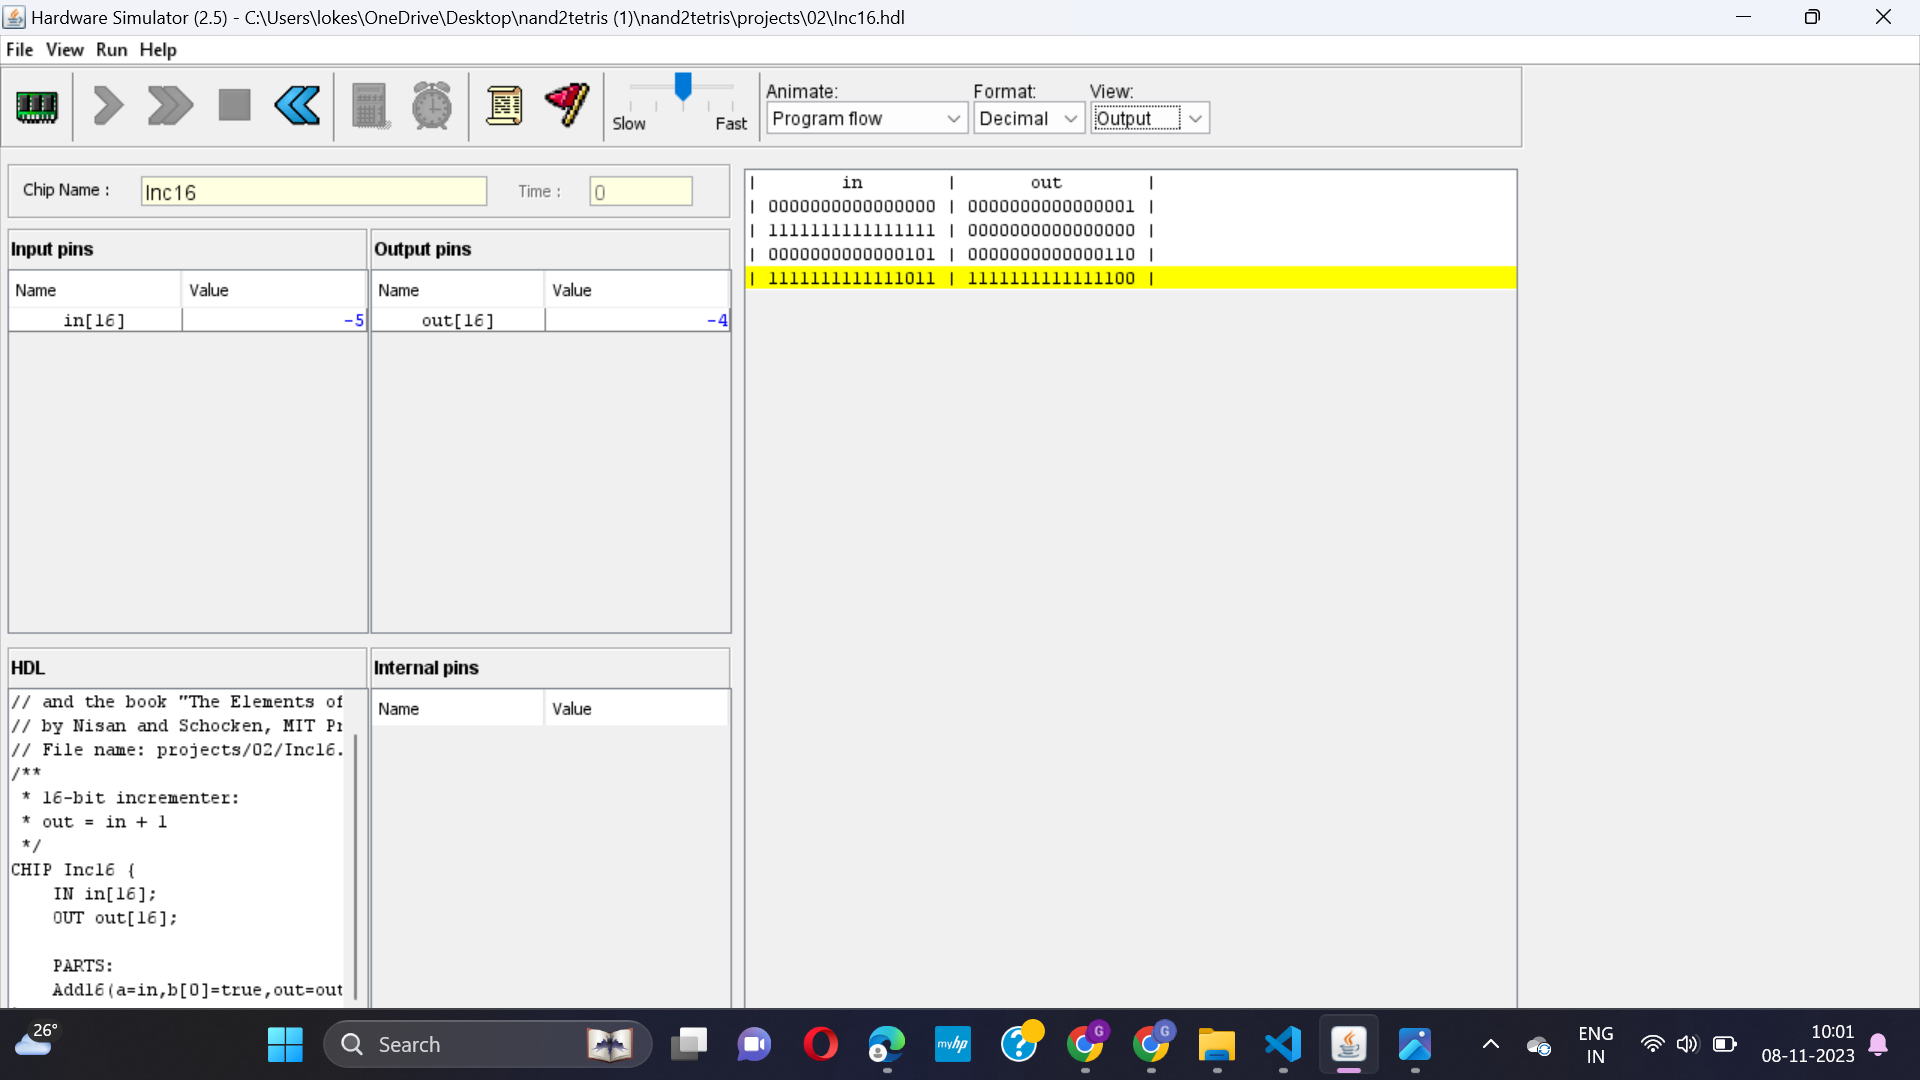 Hardware Simulator (2.5) - C:\Users\lokes\OneDrive\Desktop\nand2tetris (1)\nand2tetris\projects\02\Inc16.hdl
File View Run Help
Slow Fast
Animate: Format: View:
Program flow Decimal Output
Chip Name : Inc16 Time : 0
Input pins
Name Value
in[16] -5
Output pins
Name Value
out[16] -4
| in | out |
| 0000000000000000 | 0000000000000001 |
| 1111111111111111 | 0000000000000000 |
| 0000000000000101 | 0000000000000110 |
| 1111111111111011 | 1111111111111100 |
HDL
// and the book "The Elements of
// by Nisan and Schocken, MIT Pr
// File name: projects/02/Inc16.
/**
* 16-bit incrementer:
* out = in + 1
*/
CHIP Inc16 {
IN in[16];
OUT out[16];
PARTS:
Add16(a=in,b[0]=true,out=out
Internal pins
Name Value
26°
Search
myhp
G
G
ENG
IN
10:01
08-11-2023